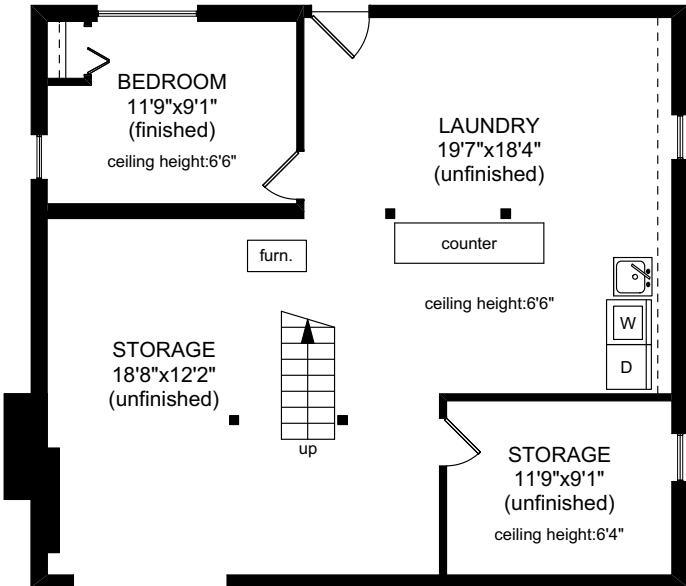 BEDROOM
11'9"x9'1"
(finished)
ceiling height:6'6"
LAUNDRY
19'7"x18'4"
(unfinished)
counter
furn.
ceiling height:6'6"
W
D
STORAGE
18'8"x12'2"
(unfinished)
up
STORAGE
11'9"x9'1"
(unfinished)
ceiling height:6'4"